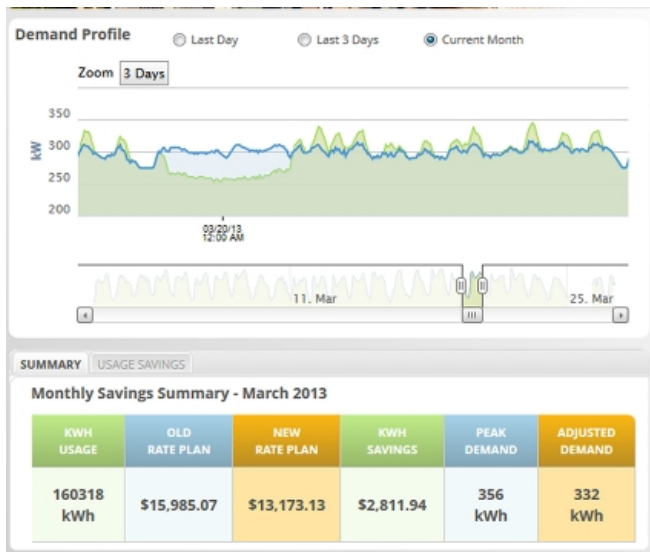 Demand Profile
Last Day
Last 3 Days
Current Month
Zoom 3 Days
350
300
250
200
kW
03/20/13
12:00 AM
11. Mar
25. Mar
SUMMARY
USAGE SAVINGS
Monthly Savings Summary - March 2013
KWH
USAGE
OLD
RATE PLAN
NEW
RATE PLAN
KWH
SAVINGS
PEAK
DEMAND
ADJUSTED
DEMAND
160318
kWh
$15,985.07
$13,173.13
$2,811.94
356
kWh
332
kWh